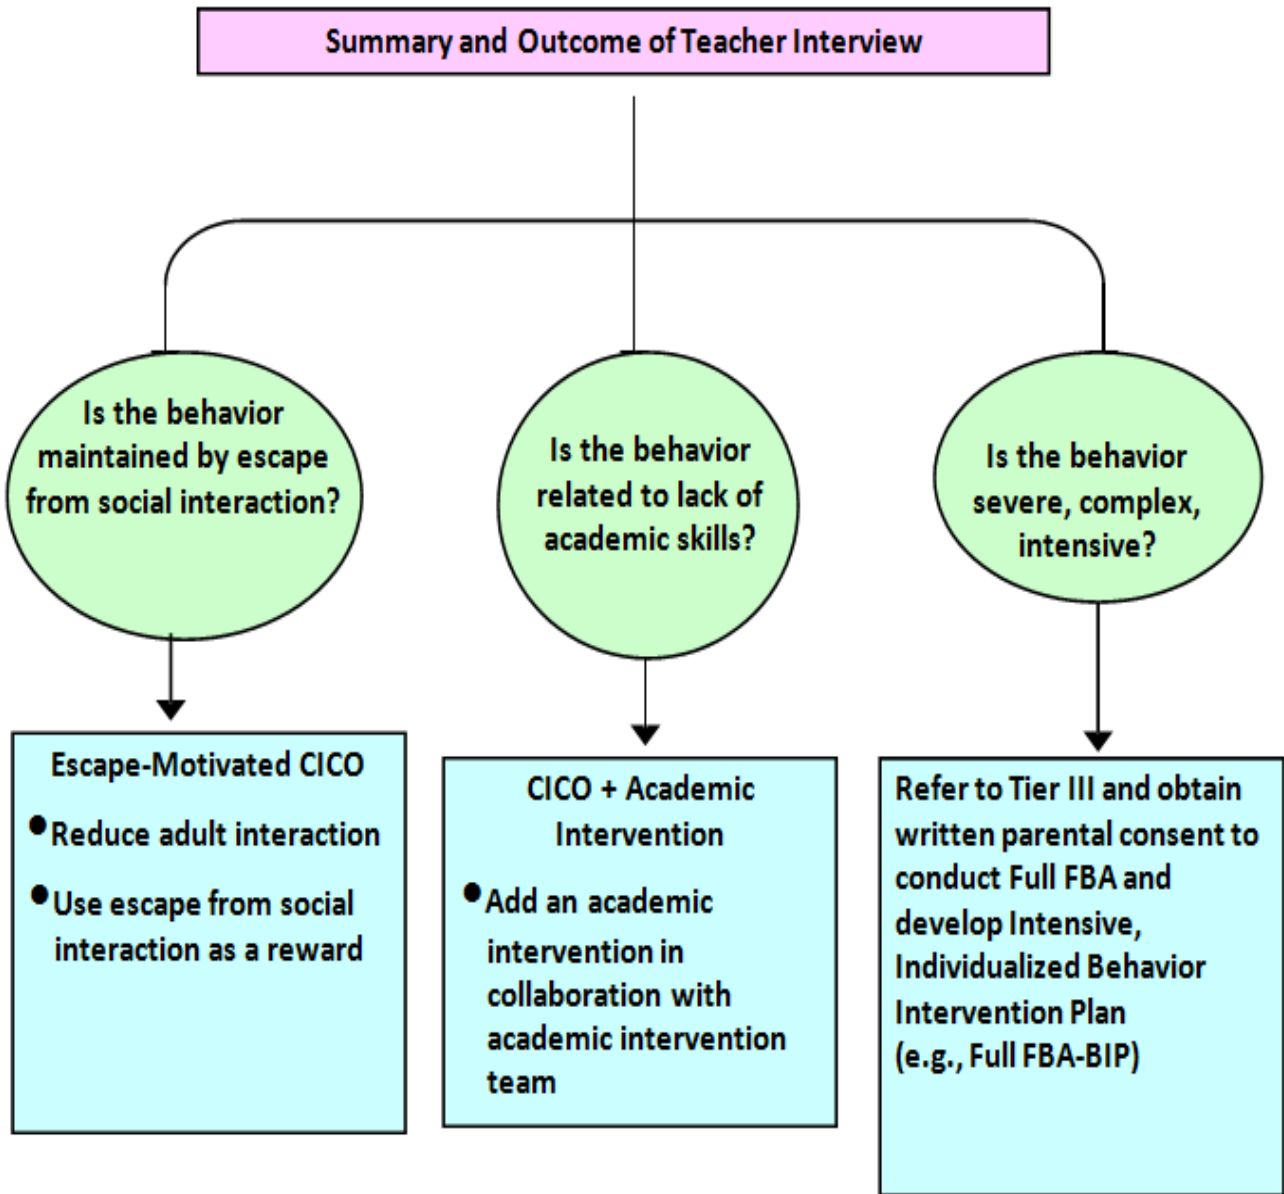 Summary and Outcome of Teacher Interview
Is the behavior
maintained by escape
from social interaction?
Is the behavior
related to lack of
academic skills?
Is the behavior
severe, complex,
intensive?
Escape-Motivated CICO
●Reduce adult interaction
●Use escape from social
interaction as a reward
CICO + Academic
Intervention
●Add an academic
intervention in
collaboration with
academic intervention
team
Refer to Tier III and obtain
written parental consent to
conduct Full FBA and
develop Intensive,
Individualized Behavior
Intervention Plan
(e.g., Full FBA-BIP)